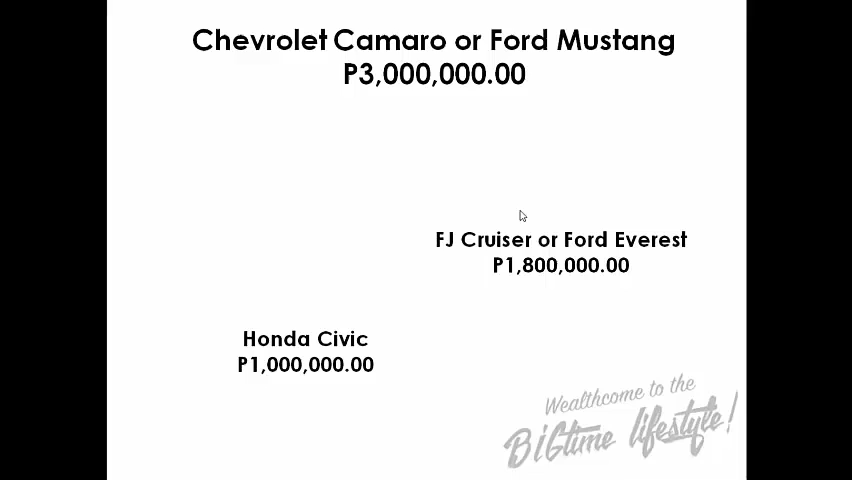 Chevrolet Camaro or Ford Mustang
P3,000,000.00
FJ Cruiser or Ford Everest
P1,800,000.00
Honda Civic
P1,000,000.00
Wealthcome to the
BiGtime lifestyle!